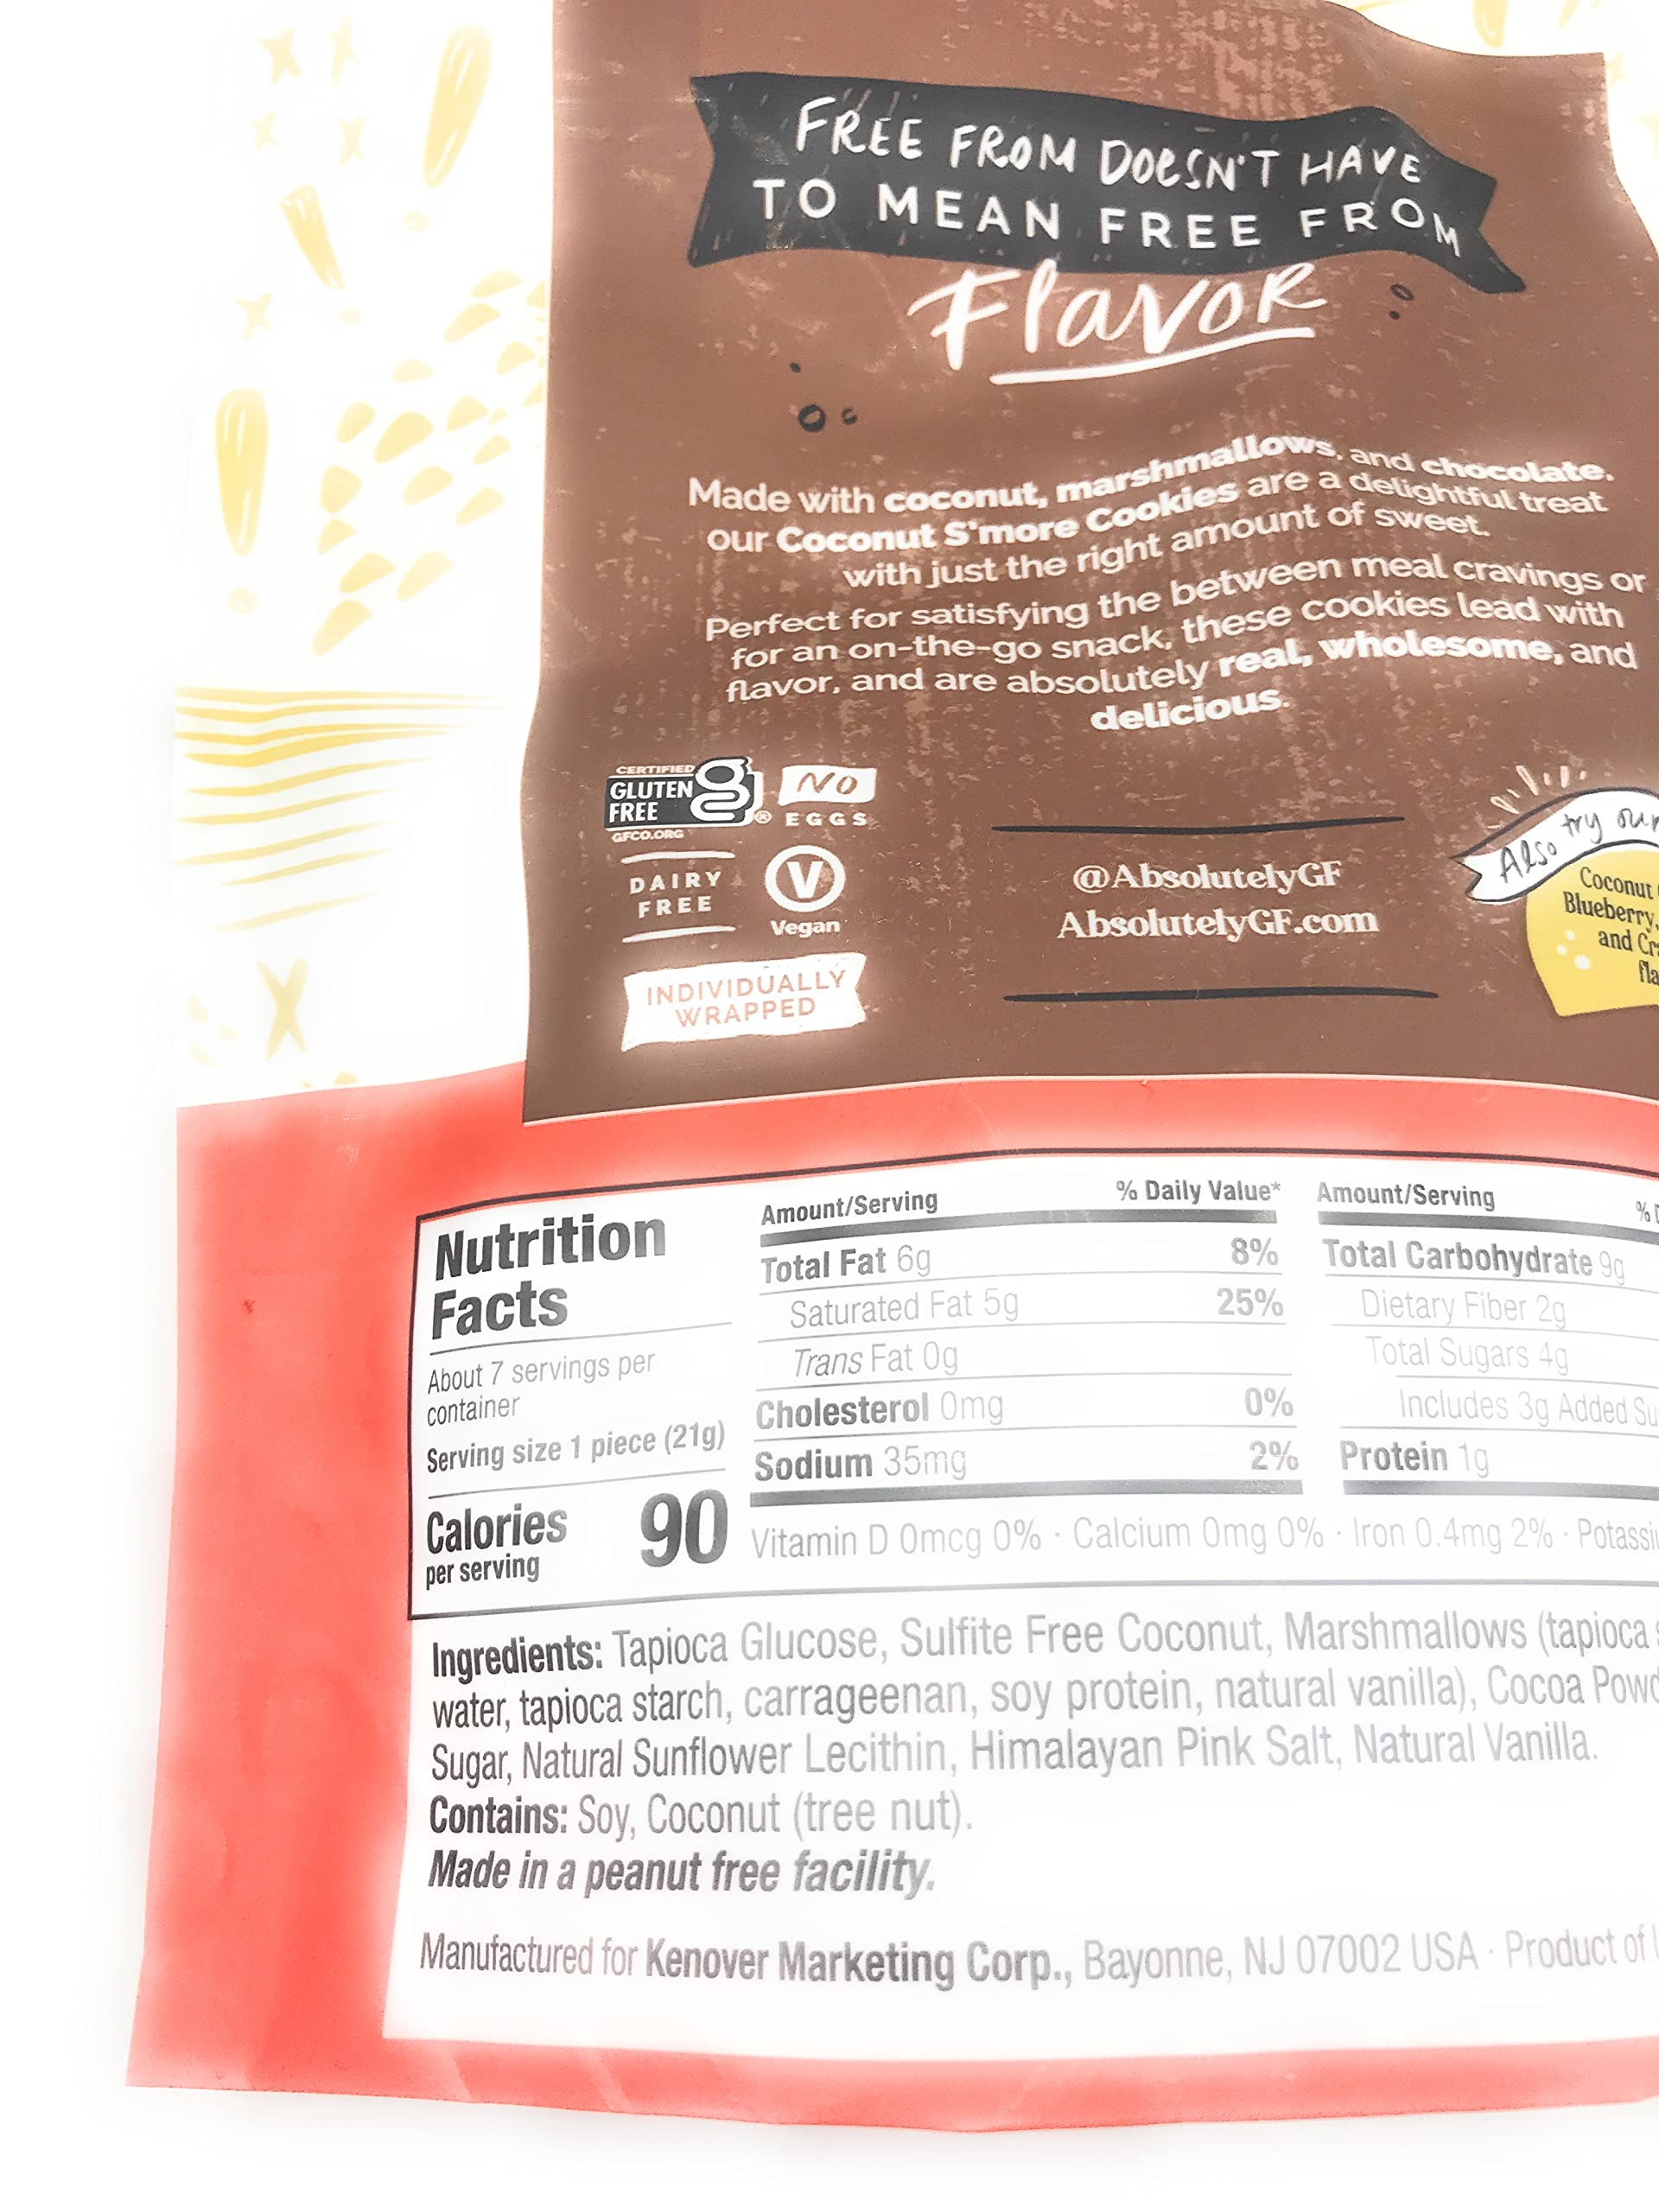 FREE FROM DOESN'T HAVE
TO MEAN FREE FROM
Flavor
Made with coconut, marshmallows, and chocolate,
our Coconut S'more Cookies are a delightful treat
with just the right amount of sweet.
Perfect for satisfying the between meal cravings or
for an on-the-go snack, these cookies lead with
flavor, and are absolutely real, wholesome, and
delicious.
CERTIFIED
GLUTEN
FREE
GFCO.ORG
g
®
NO
EGGS
DAIRY
FREE
V
Vegan
INDIVIDUALLY
WRAPPED
@AbsolutelyGF
AbsolutelyGF.com
Also try our
Coconut
Blueberry,
and
Nutrition
Facts
About 7 servings per
container
Serving size 1 piece (21g)
Calories 90
per serving
Amount/Serving % Daily Value*
Total Fat 6g 8%
Saturated Fat 5g 25%
Trans Fat 0g
Cholesterol 0mg 0%
Sodium 35mg 2%
Amount/Serving %
Total Carbohydrate 9g
Dietary Fiber 2g
Total Sugars 4g
Includes 3g Added
Protein 1g
Vitamin D 0mcg 0% · Calcium 0mg 0% · Iron 0.4mg 2% ·
Ingredients: Tapioca Glucose, Sulfite Free Coconut, Marshmallows (tapioca
water, tapioca starch, carrageenan, soy protein, natural vanilla), Cocoa
Sugar, Natural Sunflower Lecithin, Himalayan Pink Salt, Natural Vanilla.
Contains: Soy, Coconut (tree nut).
Made in a peanut free facility.
Manufactured for Kenover Marketing Corp., Bayonne, NJ 07002 USA · Product of